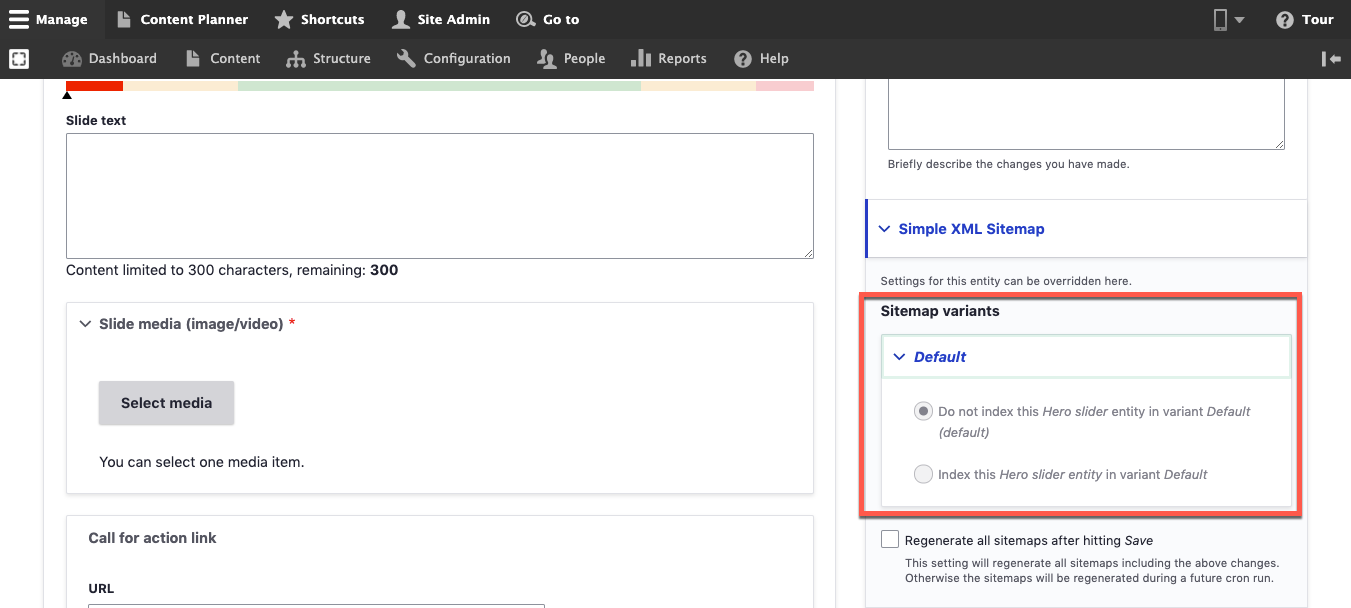 Manage Content Planner Shortcuts Site Admin Go to Tour
Dashboard Content Structure Configuration People Reports Help
Slide text
Content limited to 300 characters, remaining: 300
Slide media (image/video) *
Select media
You can select one media item.
Call for action link
URL
Briefly describe the changes you have made.
Simple XML Sitemap
Settings for this entity can be overridden here.
Sitemap variants
Default
Do not index this Hero slider entity in variant Default
(default)
Index this Hero slider entity in variant Default
Regenerate all sitemaps after hitting Save
This setting will regenerate all sitemaps including the above changes.
Otherwise the sitemaps will be regenerated during a future cron run.